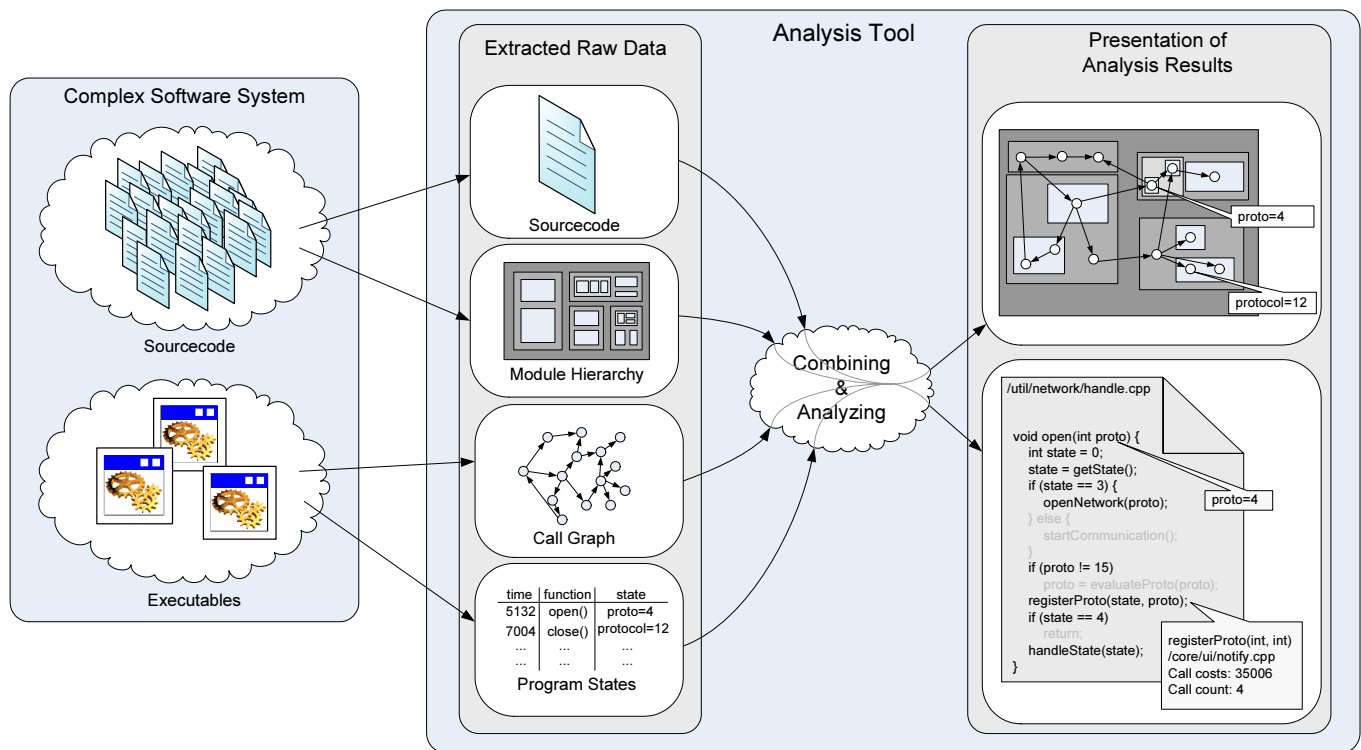 Complex Software System
Sourcecode
Executables
Analysis Tool
Extracted Raw Data
Sourcecode
Module Hierarchy
Call Graph
time function state
5132 open() proto=4
7004 close() protocol=12
... ... ...
... ... ...
Program States
Combining
&
Analyzing
Presentation of
Analysis Results
proto=4
protocol=12
/util/network/handle.cpp
void open(int proto) {
int state = 0;
state = getState();
if (state == 3) {
openNetwork(proto);
} else {
startCommunication();
}
if (proto != 15)
proto = evaluateProto(proto);
registerProto(state, proto);
if (state == 4)
return;
handleState(state);
}
proto=4
registerProto(int, int)
/core/ui/notify.cpp
Call costs: 35006
Call count: 4